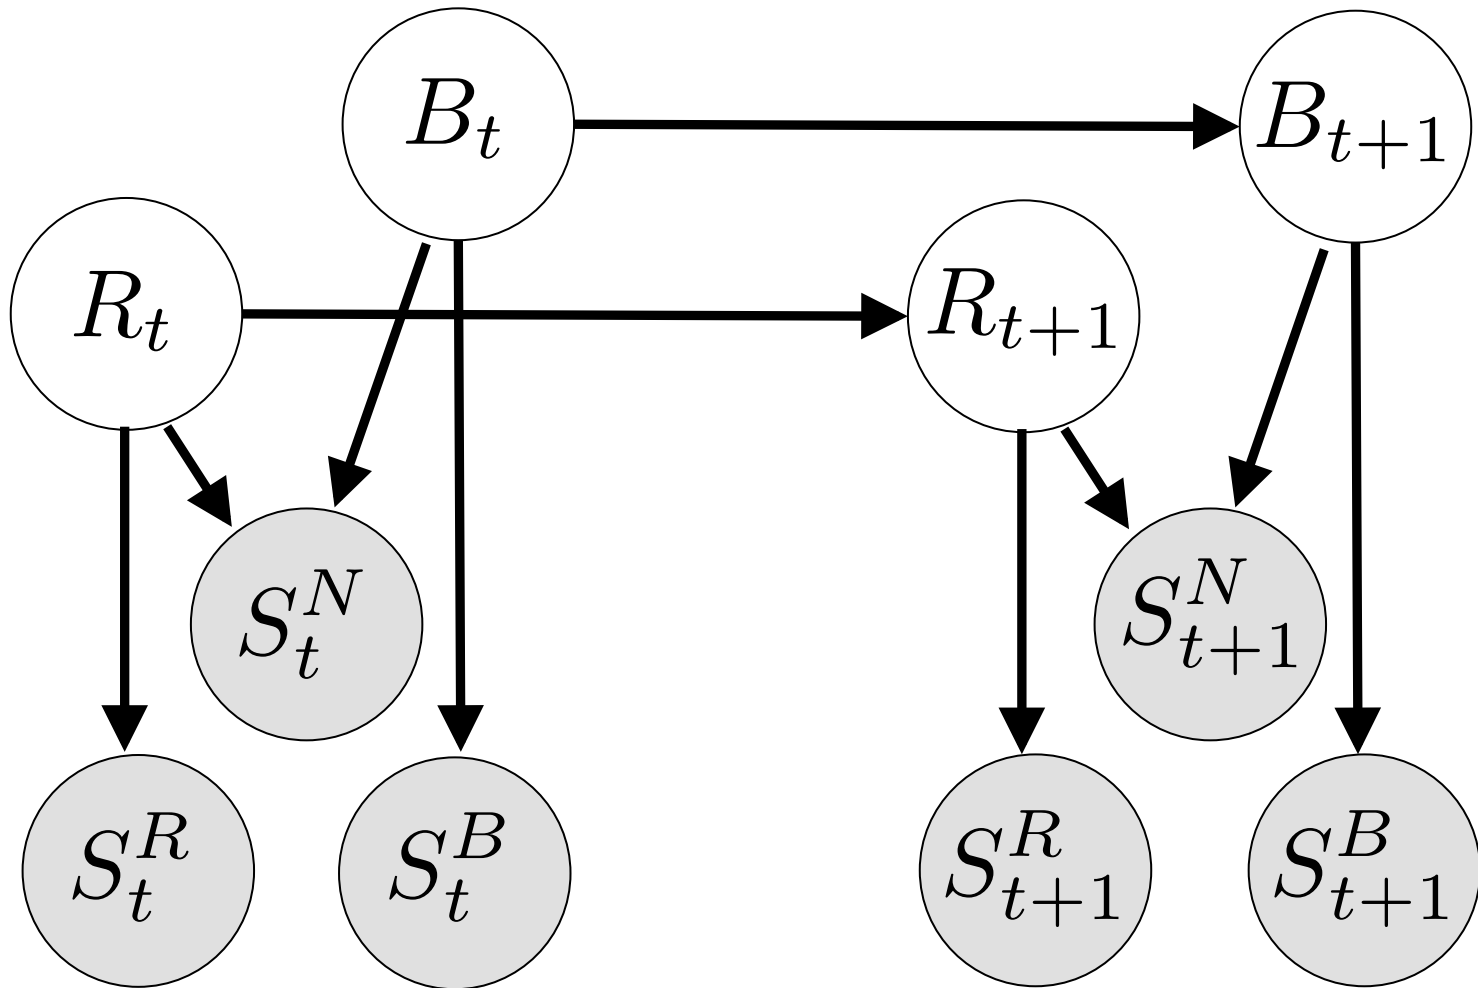 B_t
B_{t+1}
R_t
R_{t+1}
S_t^N
S_{t+1}^N
S_t^R
S_t^B
S_{t+1}^R
S_{t+1}^B